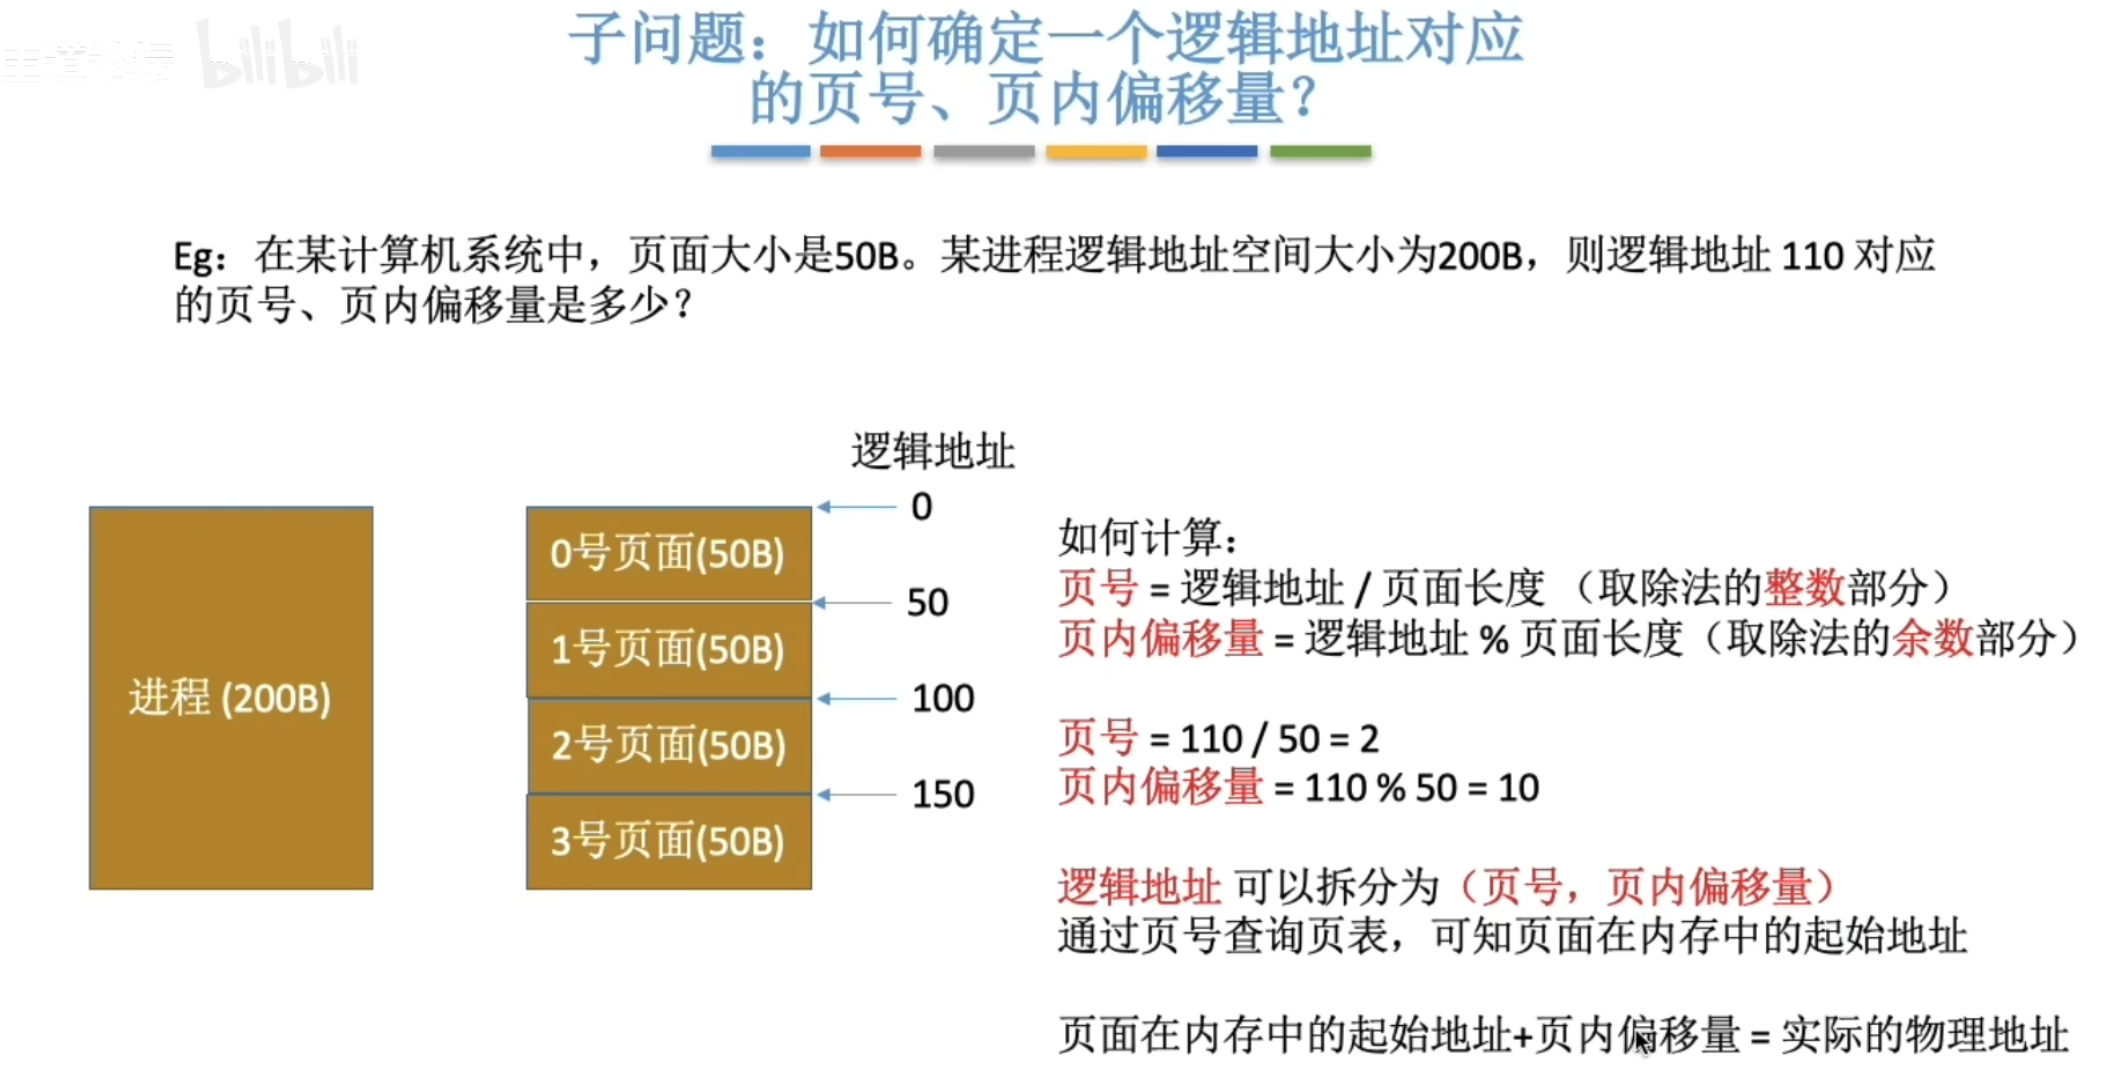 bilibili
子问题：如何确定一个逻辑地址对应
的页号、页内偏移量？
Eg：在某计算机系统中，页面大小是50B。某进程逻辑地址空间大小为200B，则逻辑地址 110 对应
的页号、页内偏移量是多少？
逻辑地址
进程 (200B)
0号页面(50B)
1号页面(50B)
2号页面(50B)
3号页面(50B)
0
50
100
150
如何计算：
页号 = 逻辑地址 / 页面长度 （取除法的整数部分）
页内偏移量 = 逻辑地址 % 页面长度（取除法的余数部分）
页号 = 110 / 50 = 2
页内偏移量 = 110 % 50 = 10
逻辑地址 可以拆分为（页号，页内偏移量）
通过页号查询页表，可知页面在内存中的起始地址
页面在内存中的起始地址+页内偏移量 = 实际的物理地址